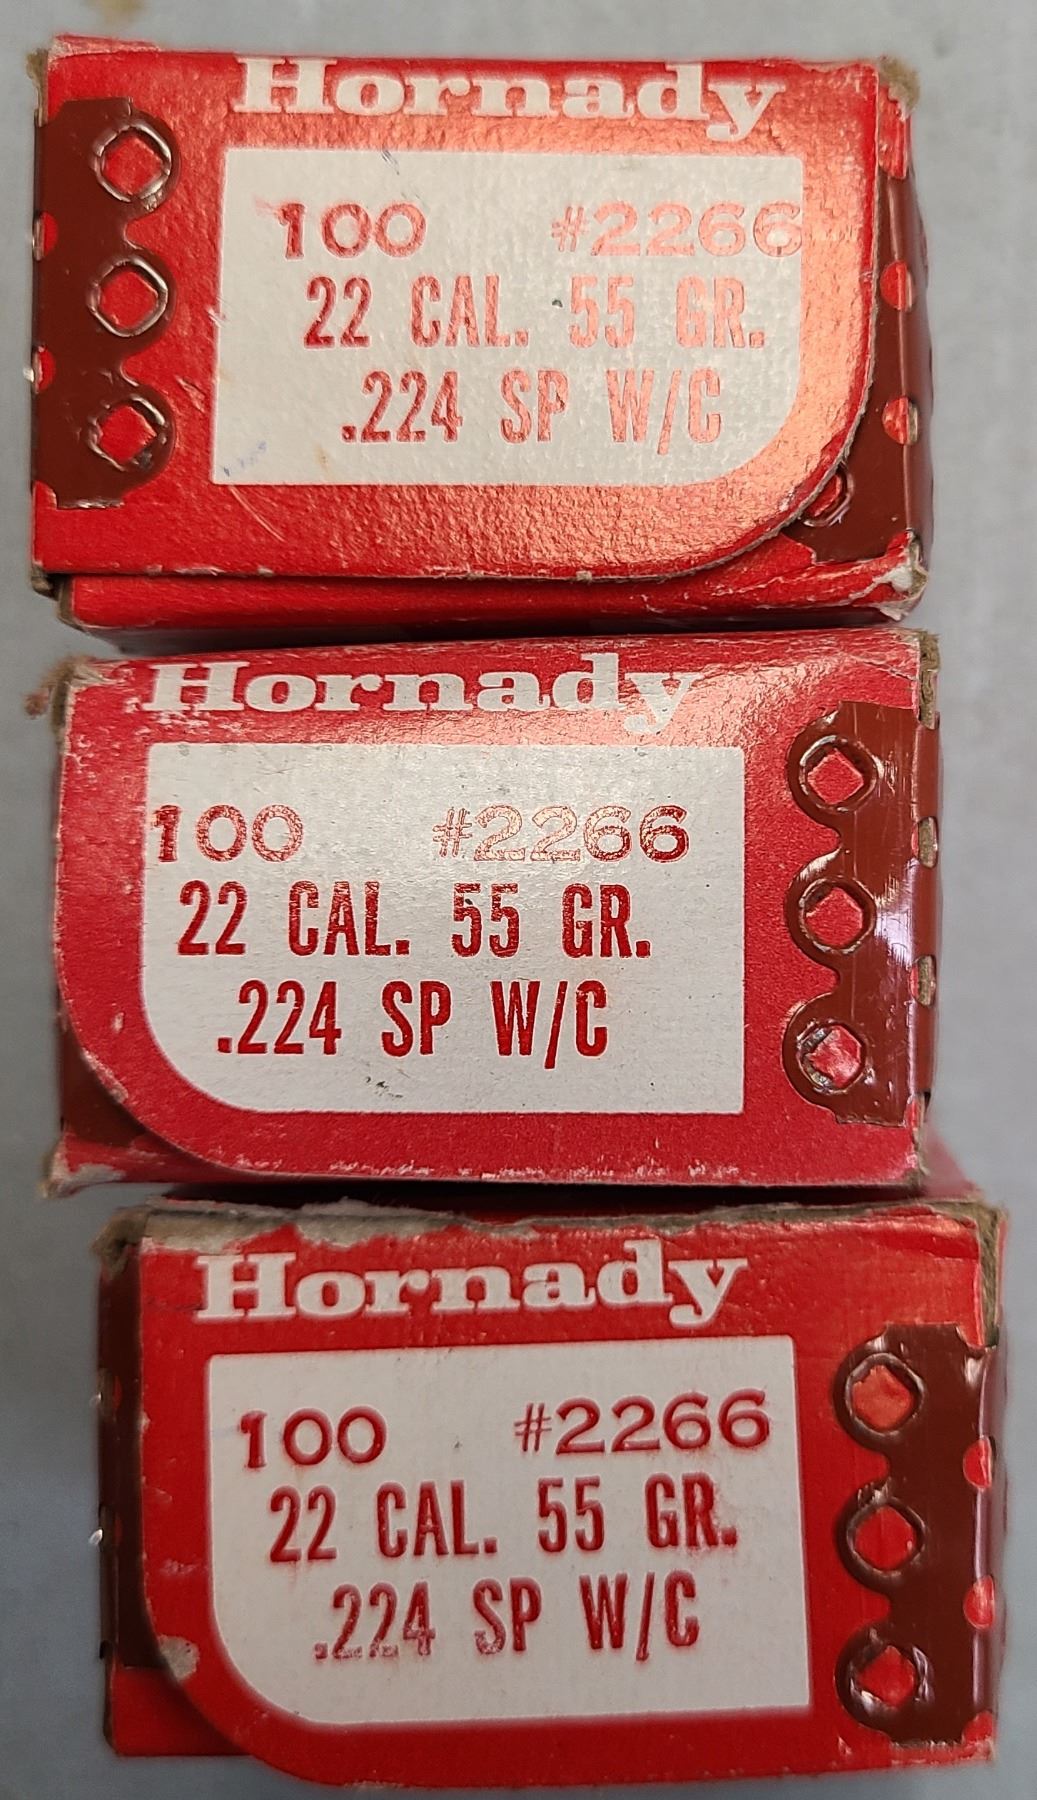 Hornady
100 #2266
22 CAL. 55 GR.
.224 SP W/C
Hornady
100 #2266
22 CAL. 55 GR.
.224 SP W/C
Hornady
100 #2266
22 CAL. 55 GR.
.224 SP W/C